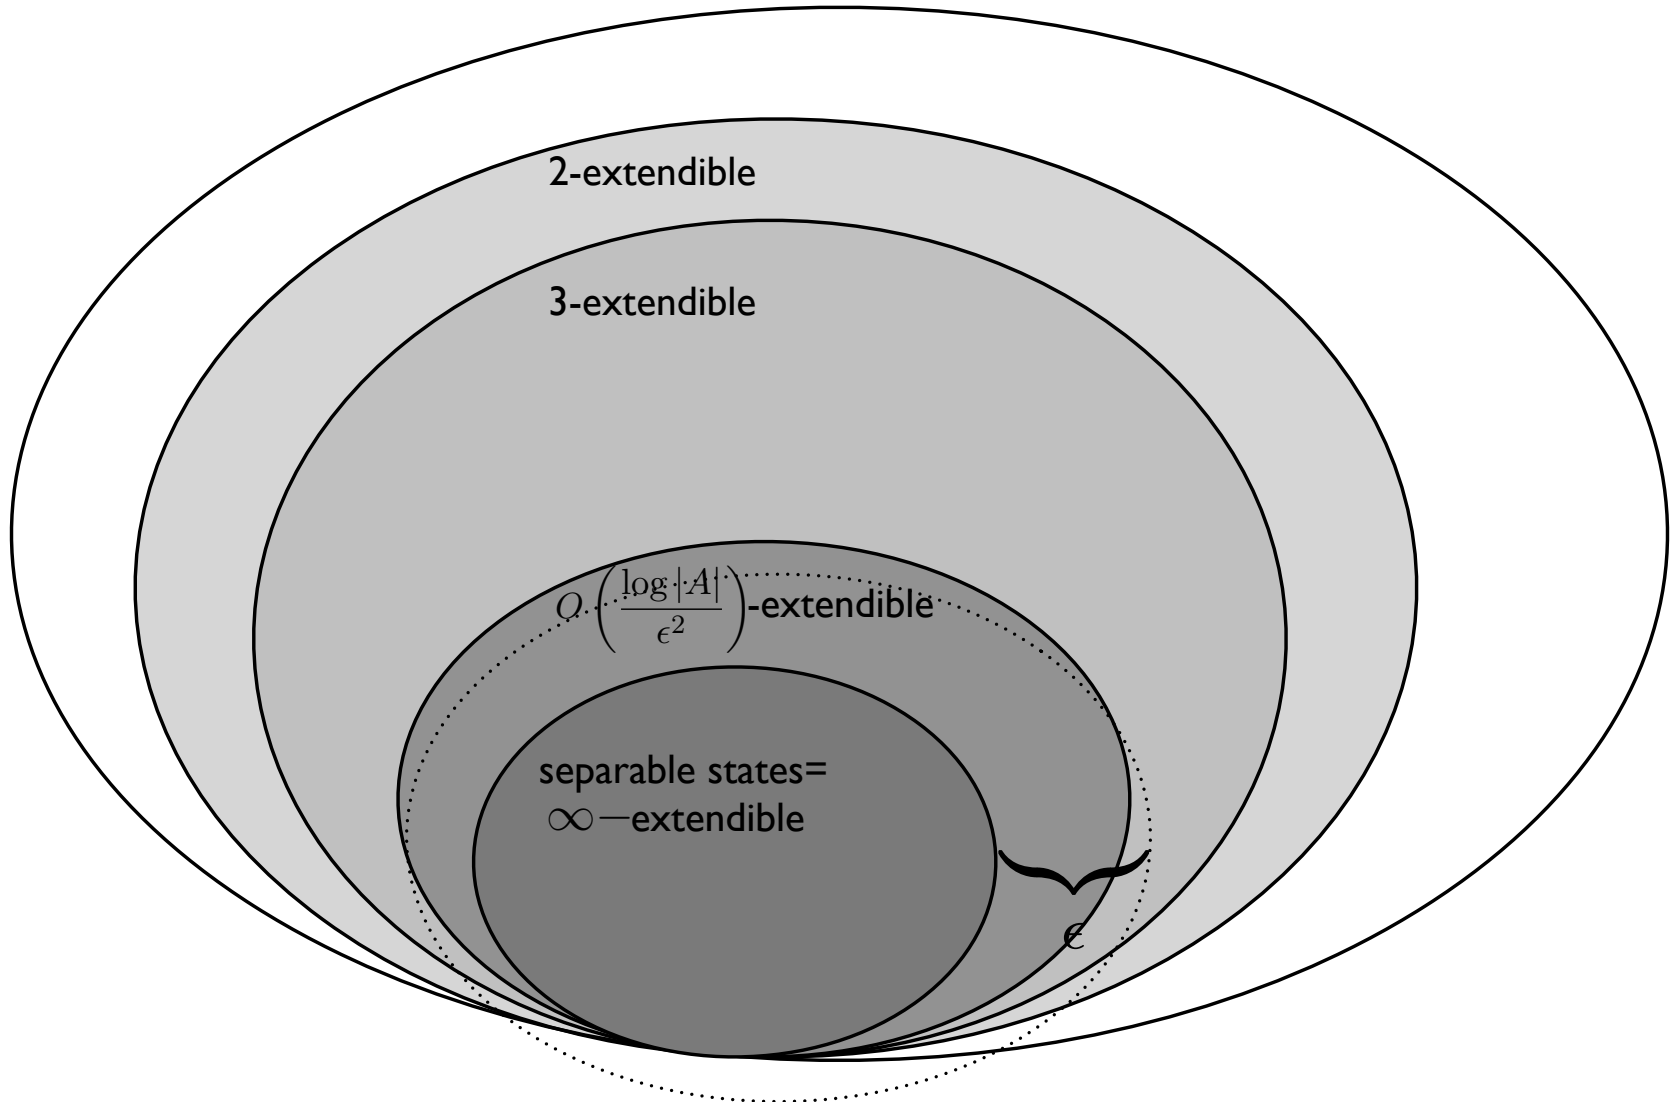 2-extendible
3-extendible
O(log |A| / ϵ²)-extendible
separable states=
∞−extendible
ϵ